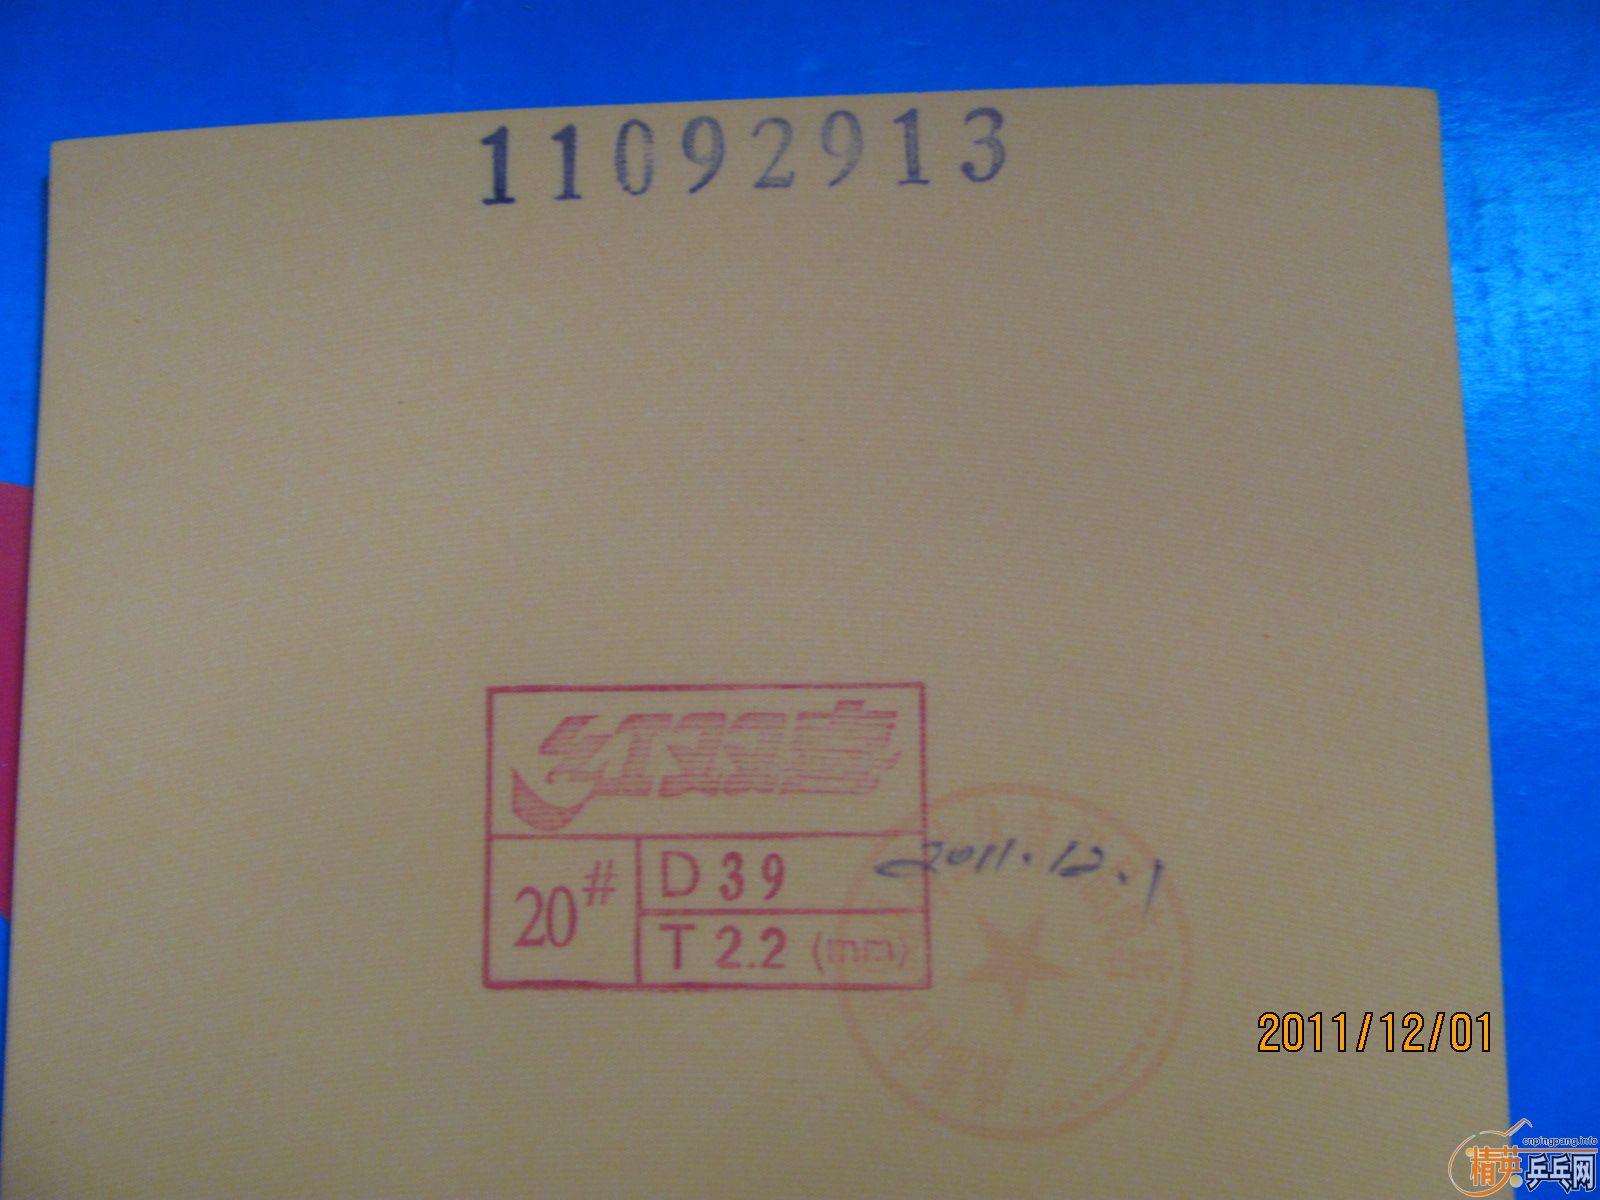 11092913
红双喜
20#
D 39
T 2.2 (mm)
2011.12.1
2011/12/01
cnpingpang.info
精英乒乓网